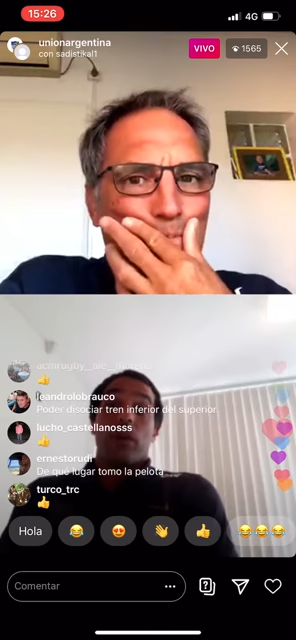 15:26
4G
unionargentina
con sadistikal1
VIVO
1565
leandrolobrauco
Poder disociar tren inferior del superior.
lucho_castellanosss
ernestorudi
De qué lugar tomo la pelota
turco_trc
Hola
Comentar